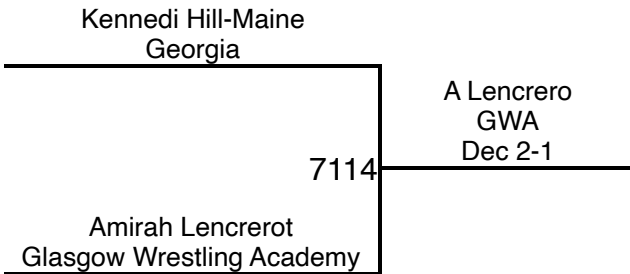 Kennedi Hill-Maine
Georgia
A Lencrero
GWA
Dec 2-1
7114
Amirah Lencrerot
Glasgow Wrestling Academy